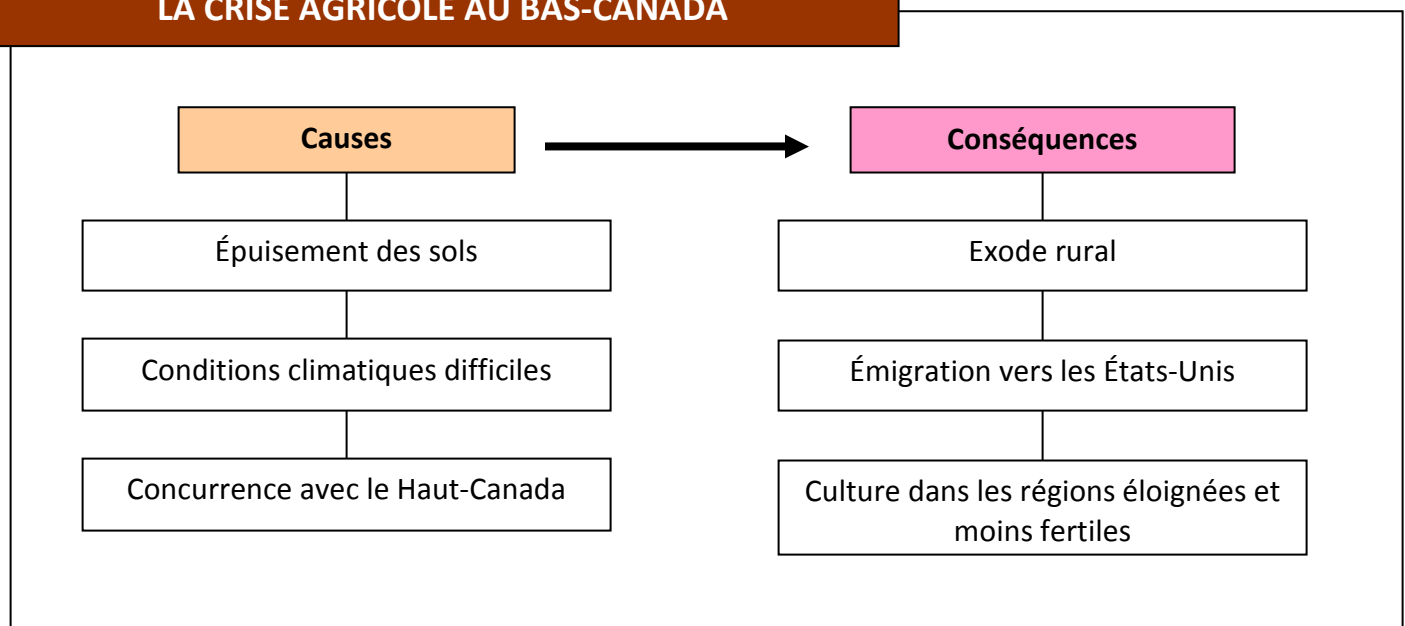 LA CRISE AGRICOLE AU BAS-CANADA
Causes
Conséquences
Épuisement des sols
Exode rural
Conditions climatiques difficiles
Émigration vers les États-Unis
Concurrence avec le Haut-Canada
Culture dans les régions éloignées et
moins fertiles